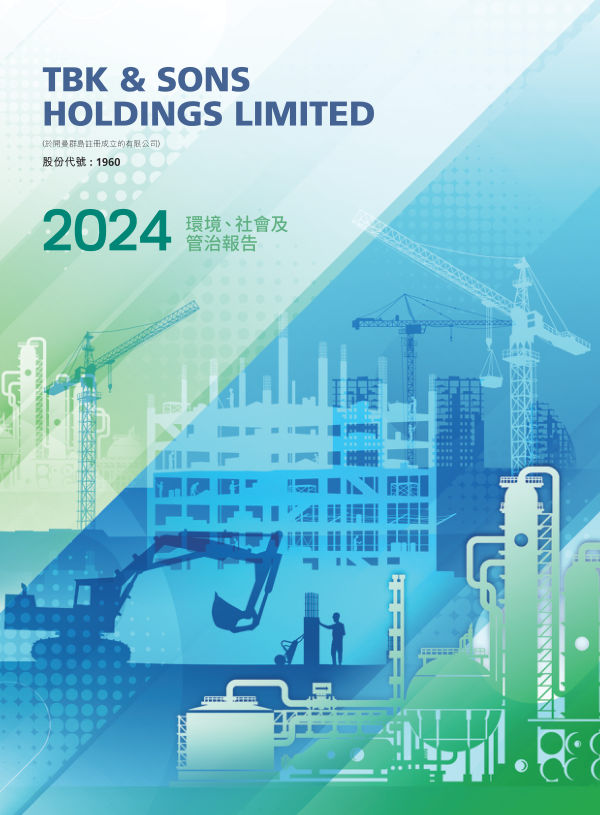 TBK & SONS
HOLDINGS LIMITED
(於開曼群島註冊成立的有限公司)
股份代號：1960
2024 環境、社會及
管治報告